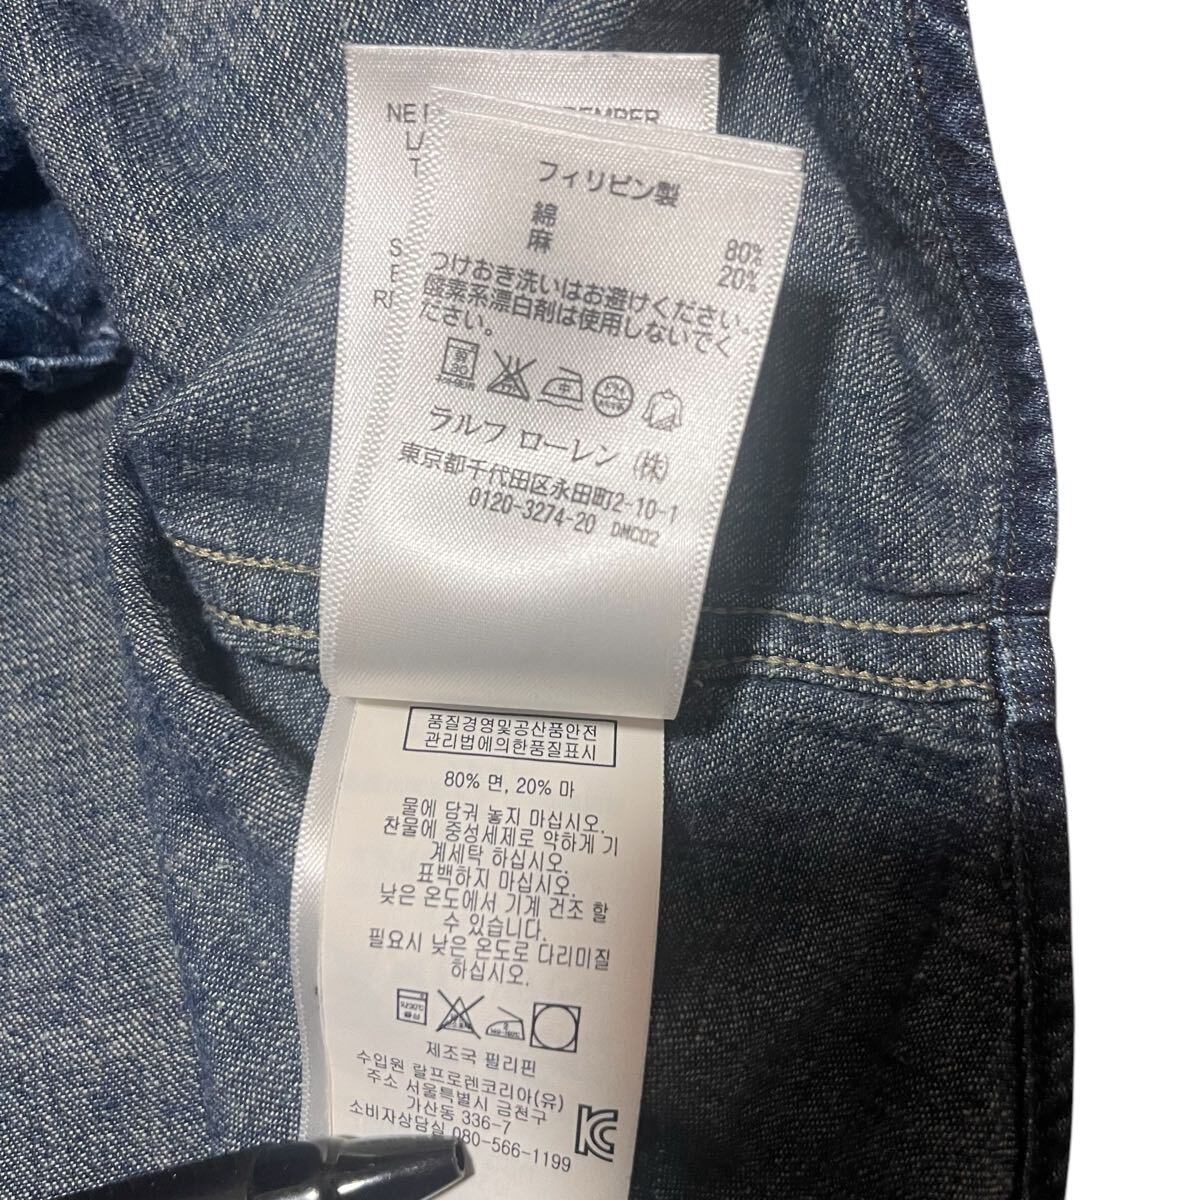 フィリピン製
綿 80%
麻 20%
つけおき洗いはお避けください。
酸素系漂白剤は使用しないでく
ださい。
ラルフ ローレン (株)
東京都千代田区永田町2-10-1
0120-3274-20 DMC02
품질경영및공산품안전
관리법에의한품질표시
80% 면, 20% 마
물에 담궈 놓지 마십시오.
찬물에 중성세제로 약하게 기
계세탁 하십시오.
표백하지 마십시오.
낮은 온도에서 기계 건조 할
수 있습니다.
필요시 낮은 온도로 다리미질
하십시오.
제조국 필리핀
수입원 랄프로렌코리아(유)
주소 서울특별시 금천구
가산동 336-7
소비자상담실 080-566-1199